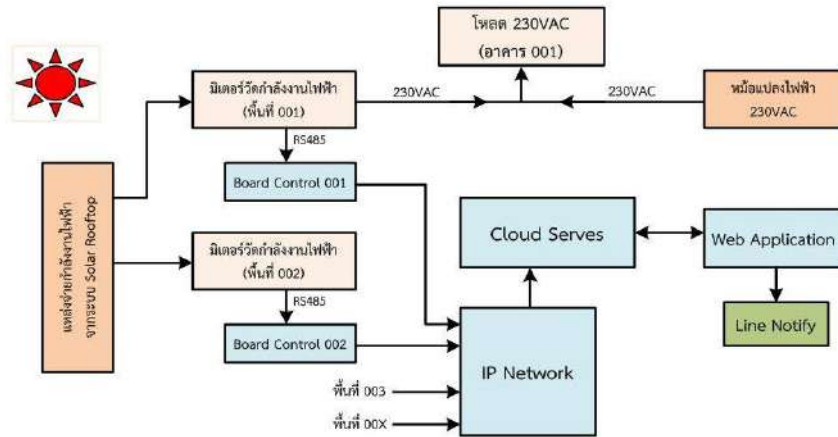 โหลด 230VAC
(อาคาร 001)
มิเตอร์วัดกำลังงานไฟฟ้า
(พื้นที่ 001)
230VAC
230VAC
หม้อแปลงไฟฟ้า
230VAC
RS485
Board Control 001
แหล่งจ่ายกำลังงานไฟฟ้า
จากระบบ Solar Rooftop
มิเตอร์วัดกำลังงานไฟฟ้า
(พื้นที่ 002)
RS485
Board Control 002
Cloud Serves
Web Application
Line Notify
IP Network
พื้นที่ 003
พื้นที่ 00X